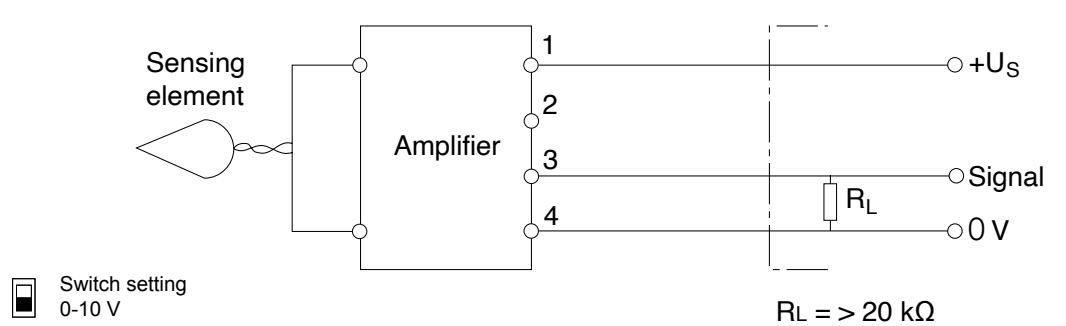 Sensing
element
Amplifier
1
2
3
4
+US
Signal
RL
0 V
Switch setting
0-10 V
RL = > 20 kΩ